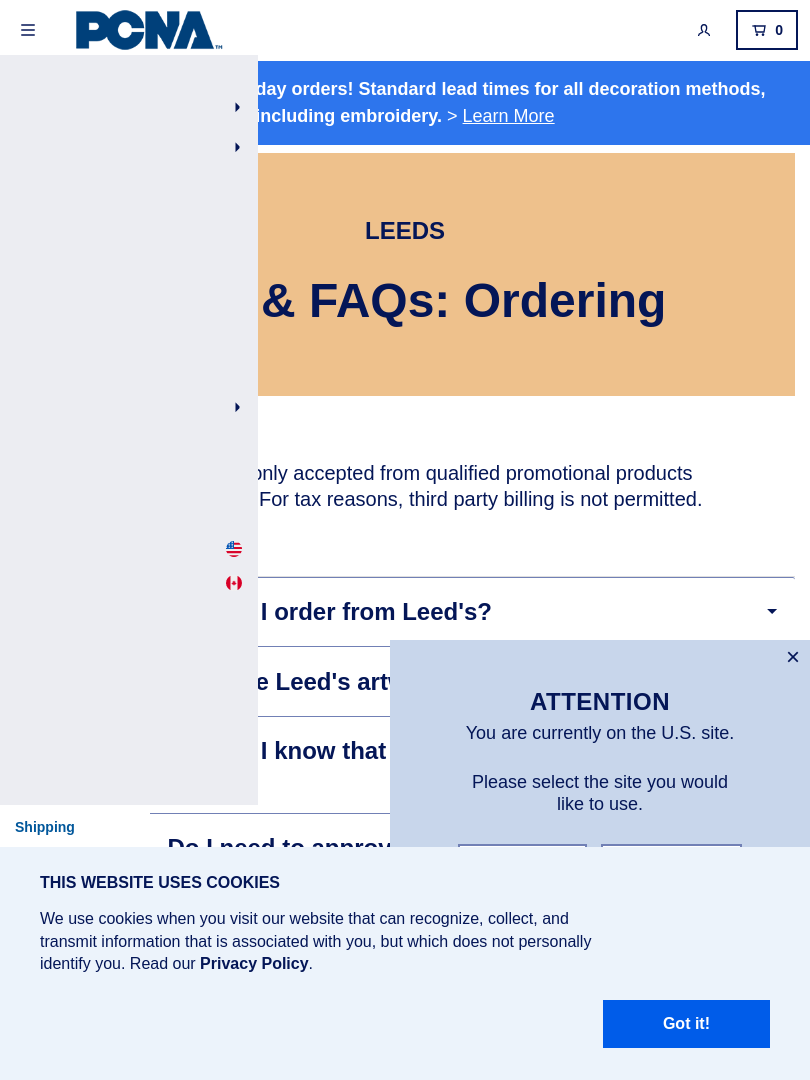 PCNA™
0
day orders! Standard lead times for all decoration methods,
including embroidery. > Learn More
LEEDS
& FAQs: Ordering
only accepted from qualified promotional products
For tax reasons, third party billing is not permitted.
I order from Leed's?
Leed's
I know that
ATTENTION
You are currently on the U.S. site.
Please select the site you would
like to use.
Shipping
Do I need to
THIS WEBSITE USES COOKIES
We use cookies when you visit our website that can recognize, collect, and
transmit information that is associated with you, but which does not personally
identify you. Read our Privacy Policy.
Got it!